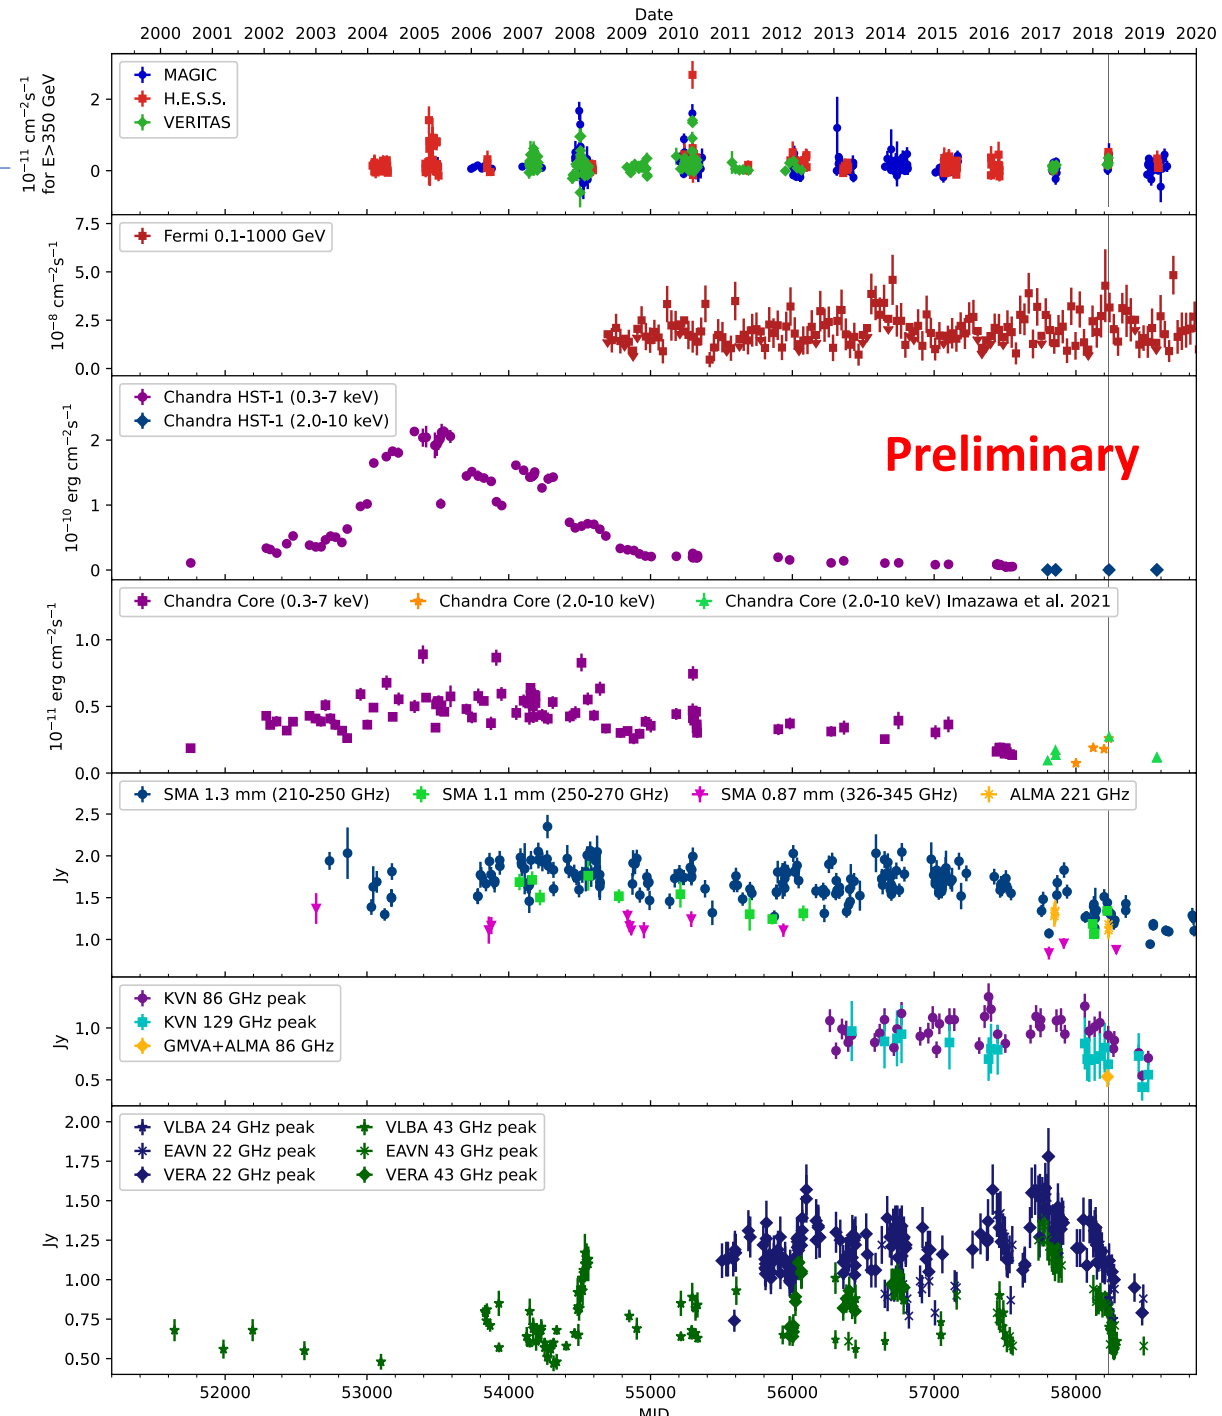 Date
2000 2001 2002 2003 2004 2005 2006 2007 2008 2009 2010 2011 2012 2013 2014 2015 2016 2017 2018 2019 2020
10⁻¹¹ cm⁻²s⁻¹
for E>350 GeV
2
0
MAGIC
H.E.S.S.
VERITAS
10⁻⁸ cm⁻²s⁻¹
7.5
5.0
2.5
0.0
Fermi 0.1-1000 GeV
10⁻¹⁰ erg cm⁻²s⁻¹
2
1
0
Chandra HST-1 (0.3-7 keV)
Chandra HST-1 (2.0-10 keV)
Preliminary
10⁻¹¹ erg cm⁻²s⁻¹
1.0
0.5
0.0
Chandra Core (0.3-7 keV) Chandra Core (2.0-10 keV) Chandra Core (2.0-10 keV) Imazawa et al. 2021
Jy
2.5
2.0
1.5
1.0
SMA 1.3 mm (210-250 GHz) SMA 1.1 mm (250-270 GHz) SMA 0.87 mm (326-345 GHz) ALMA 221 GHz
Jy
1.0
0.5
KVN 86 GHz peak
KVN 129 GHz peak
GMVA+ALMA 86 GHz
Jy
2.00
1.75
1.50
1.25
1.00
0.75
0.50
VLBA 24 GHz peak VLBA 43 GHz peak
EAVN 22 GHz peak EAVN 43 GHz peak
VERA 22 GHz peak VERA 43 GHz peak
52000 53000 54000 55000 56000 57000 58000
MJD